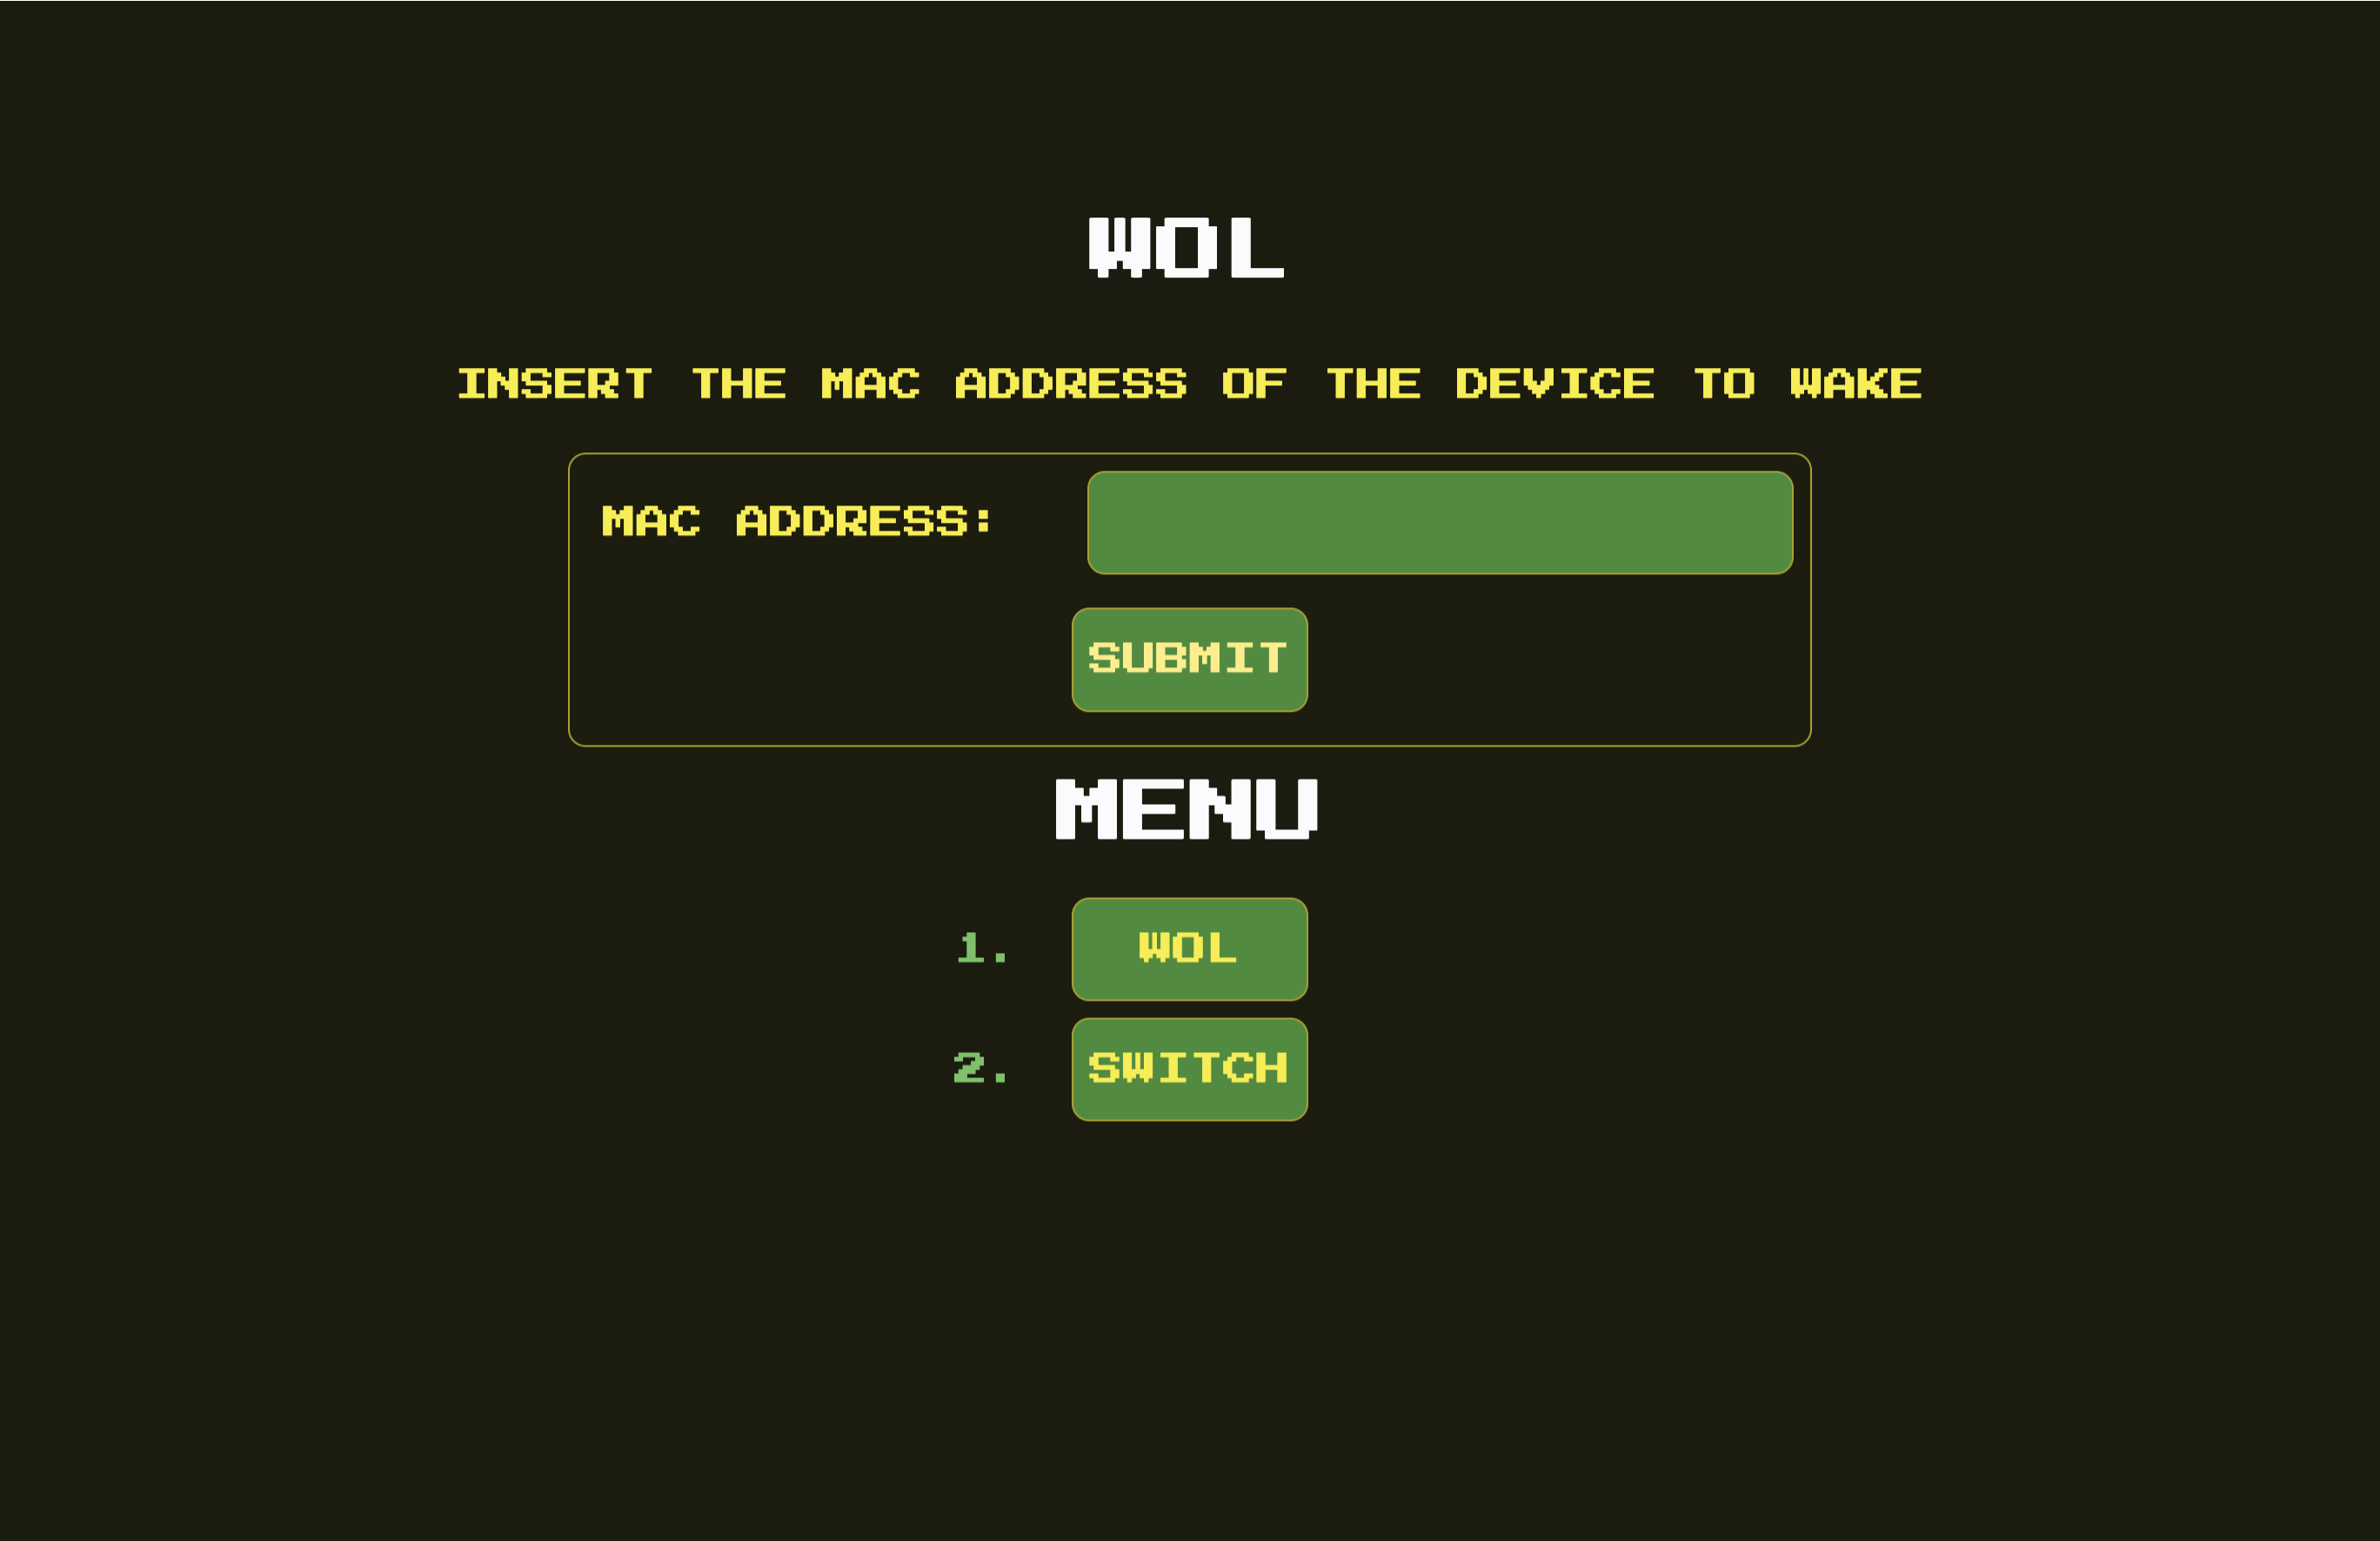 WOL
INSERT THE MAC ADDRESS OF THE DEVICE TO WAKE
MAC ADDRESS:
SUBMIT
MENU
1. WOL
2. SWITCH